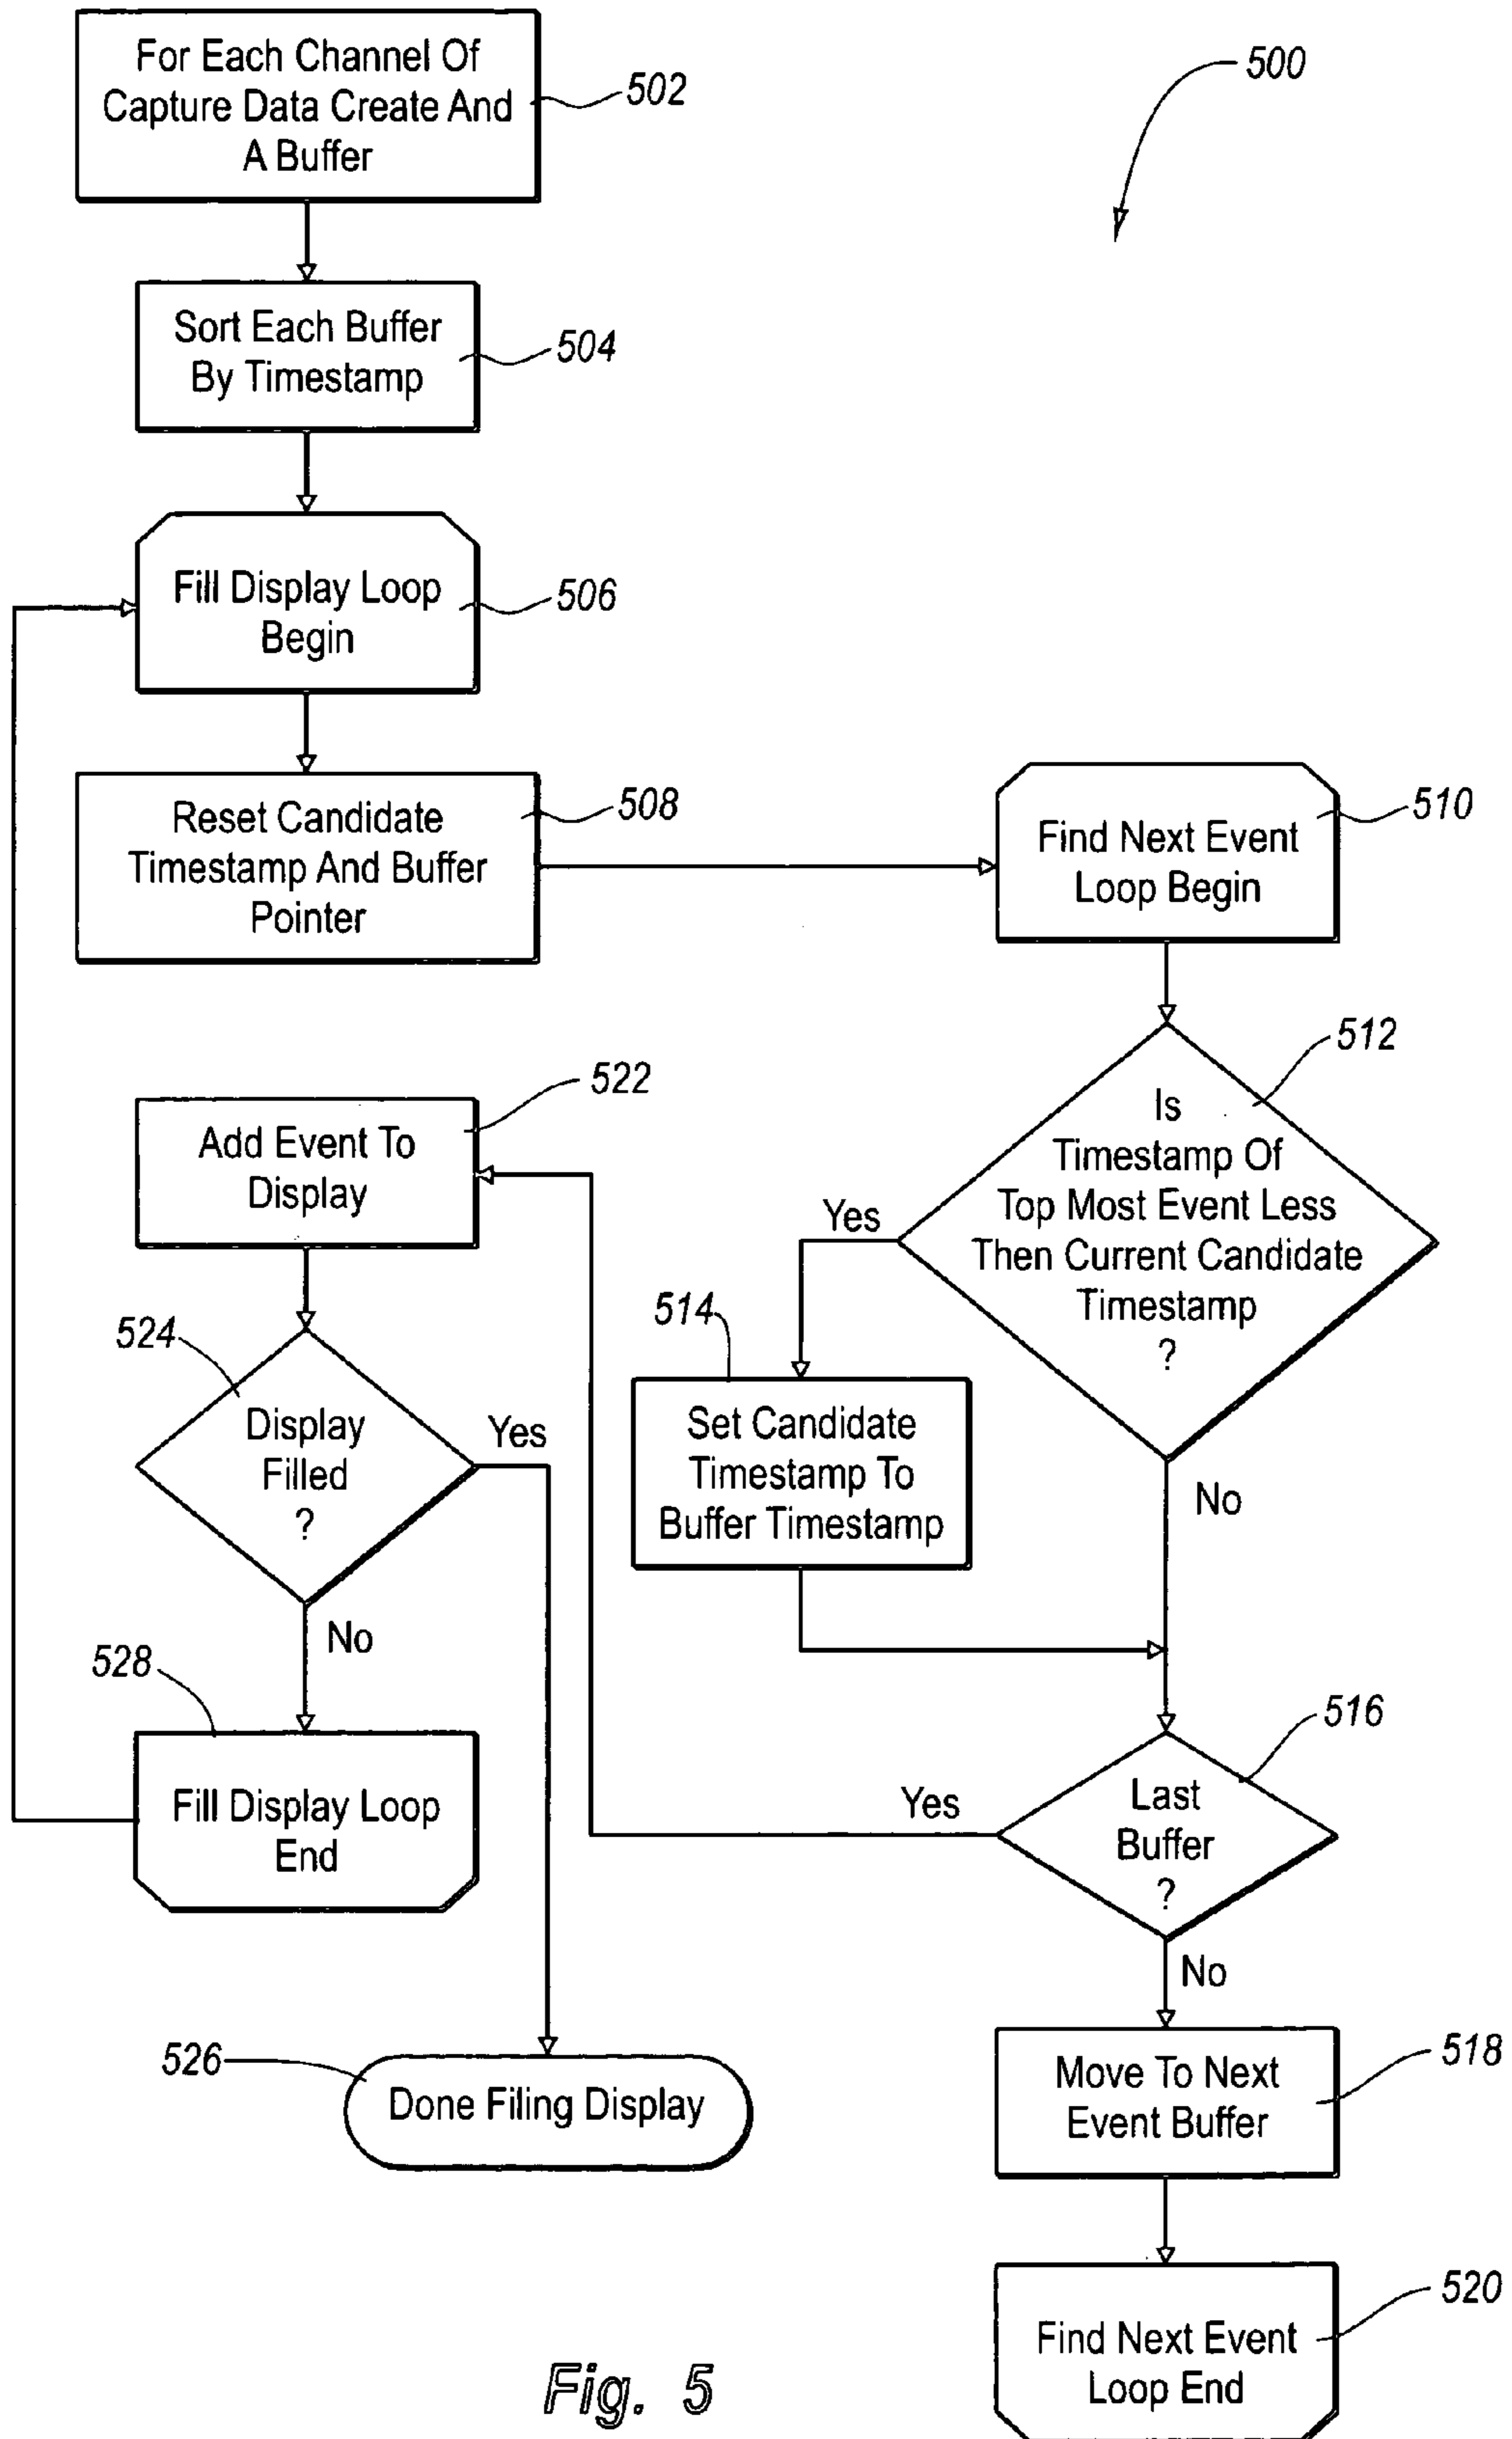 For Each Channel Of
Capture Data Create And
A Buffer
502
500
Sort Each Buffer
By Timestamp
504
Fill Display Loop
Begin
506
Reset Candidate
Timestamp And Buffer
Pointer
508
Find Next Event
Loop Begin
510
Is
Timestamp Of
Top Most Event Less
Then Current Candidate
Timestamp
?
512
Yes
No
514
Set Candidate
Timestamp To
Buffer Timestamp
Last
Buffer
?
516
Yes
No
Move To Next
Event Buffer
518
Find Next Event
Loop End
520
Add Event To
Display
522
524
Display
Filled
?
Yes
No
528
Fill Display Loop
End
526
Done Filing Display
Fig. 5